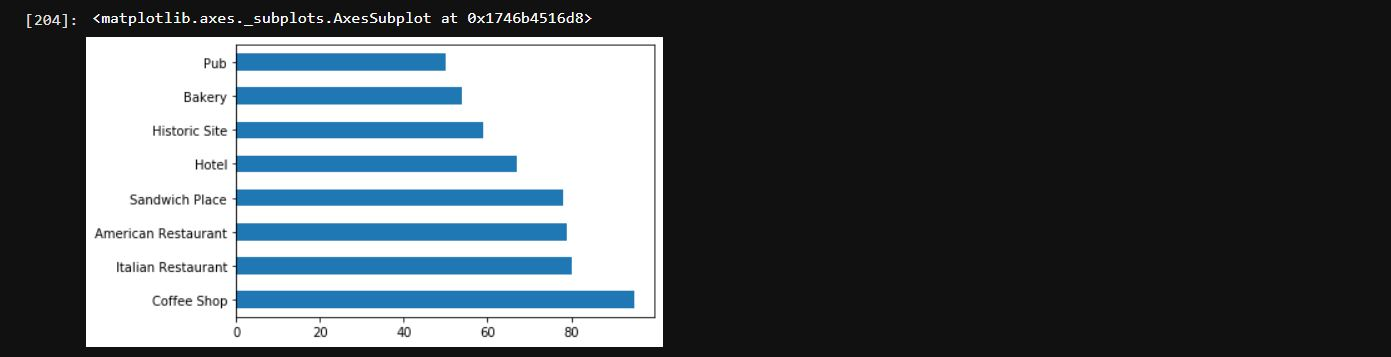 [204]: <matplotlib.axes._subplots.AxesSubplot at 0x1746b4516d8>
Pub
Bakery
Historic Site
Hotel
Sandwich Place
American Restaurant
Italian Restaurant
Coffee Shop
0 20 40 60 80